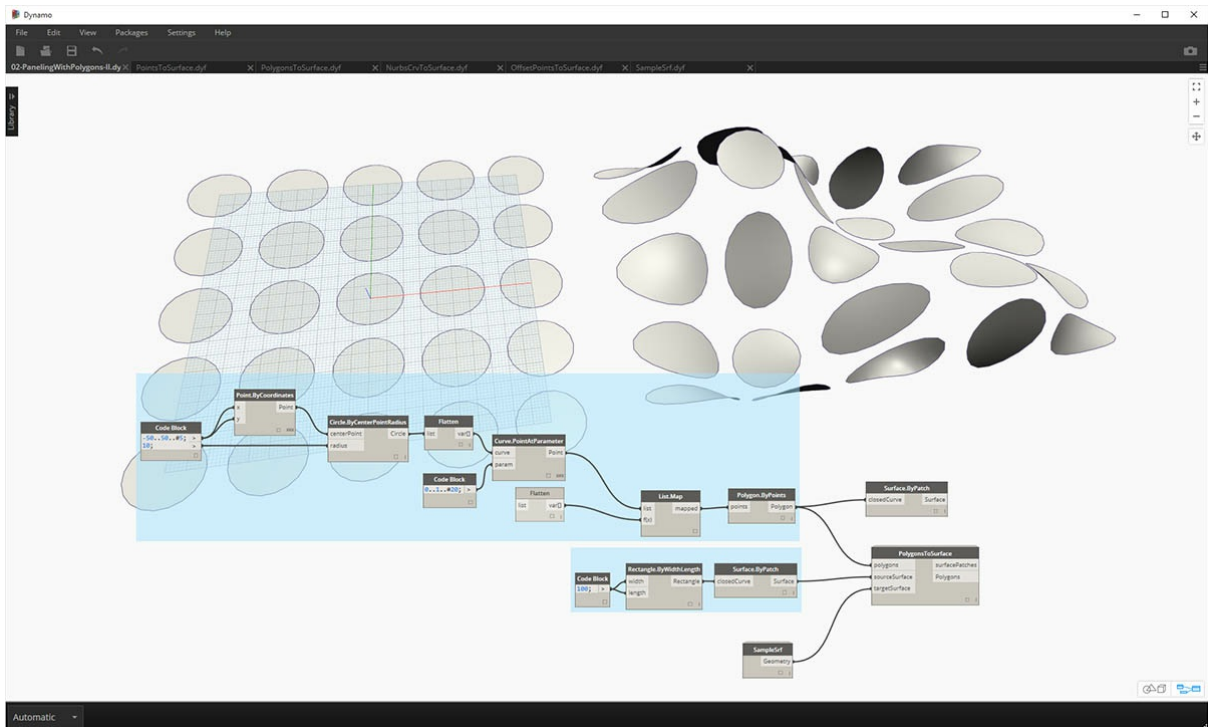 Dynamo
File Edit View Packages Settings Help
02-PanelingWithPolygons-II.dy PointsToSurface.dyf PolygonsToSurface.dyf NurbsCrvToSurface.dyf OffsetPointsToSurface.dyf SampleSrf.dyf
Library
Point.ByCoordinates
x Point
y
Code Block
-50..50..#5; >
10; >
Circle.ByCenterPointRadius
centerPoint Circle
radius
Flatten
list var[]
Curve.PointAtParameter
curve Point
param
Code Block
0..1..#20; >
Flatten
list var[]
List.Map
list mapped
f(x)
Polygon.ByPoints
points Polygon
Surface.ByPatch
closedCurve Surface
PolygonsToSurface
polygons surfacePatches
sourceSurface Polygons
targetSurface
Code Block
100; >
Rectangle.ByWidthLength
width Rectangle
length
Surface.ByPatch
closedCurve Surface
SampleSrf
Geometry
Automatic